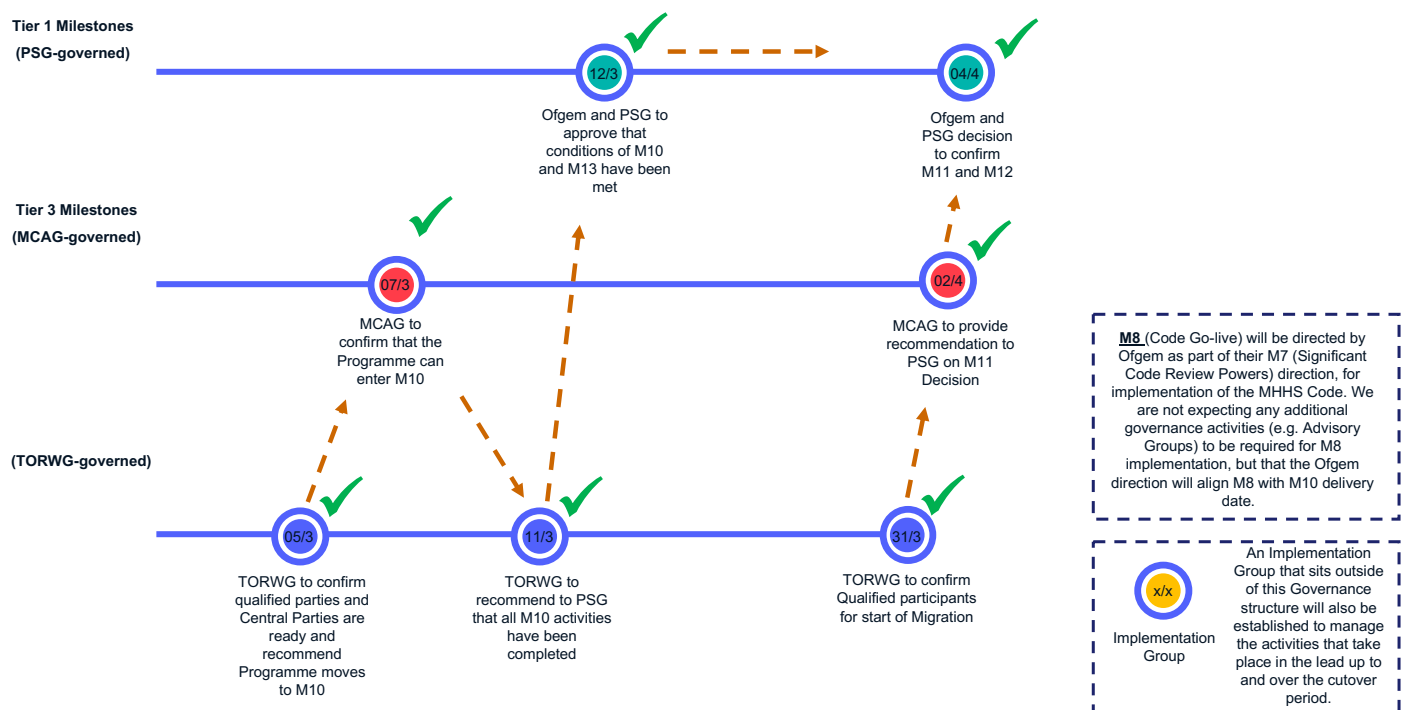 Tier 1 Milestones
(PSG-governed)
12/3
04/4
Ofgem and PSG to
approve that
conditions of M10
and M13 have been
met
Ofgem and
PSG decision
to confirm
M11 and M12
Tier 3 Milestones
(MCAG-governed)
07/3
02/4
MCAG to
confirm that the
Programme can
enter M10
MCAG to provide
recommendation to
PSG on M11
Decision
(TORWG-governed)
05/3
11/3
31/3
TORWG to confirm
qualified parties and
Central Parties are
ready and
recommend
Programme moves
to M10
TORWG to
recommend to PSG
that all M10 activities
have been
completed
TORWG to confirm
Qualified participants
for start of Migration
M8 (Code Go-live) will be directed by
Ofgem as part of their M7 (Significant
Code Review Powers) direction, for
implementation of the MHHS Code. We
are not expecting any additional
governance activities (e.g. Advisory
Groups) to be required for M8
implementation, but that the Ofgem
direction will align M8 with M10 delivery
date.
x/x
Implementation
Group
An Implementation
Group that sits outside
of this Governance
structure will also be
established to manage
the activities that take
place in the lead up to
and over the cutover
period.